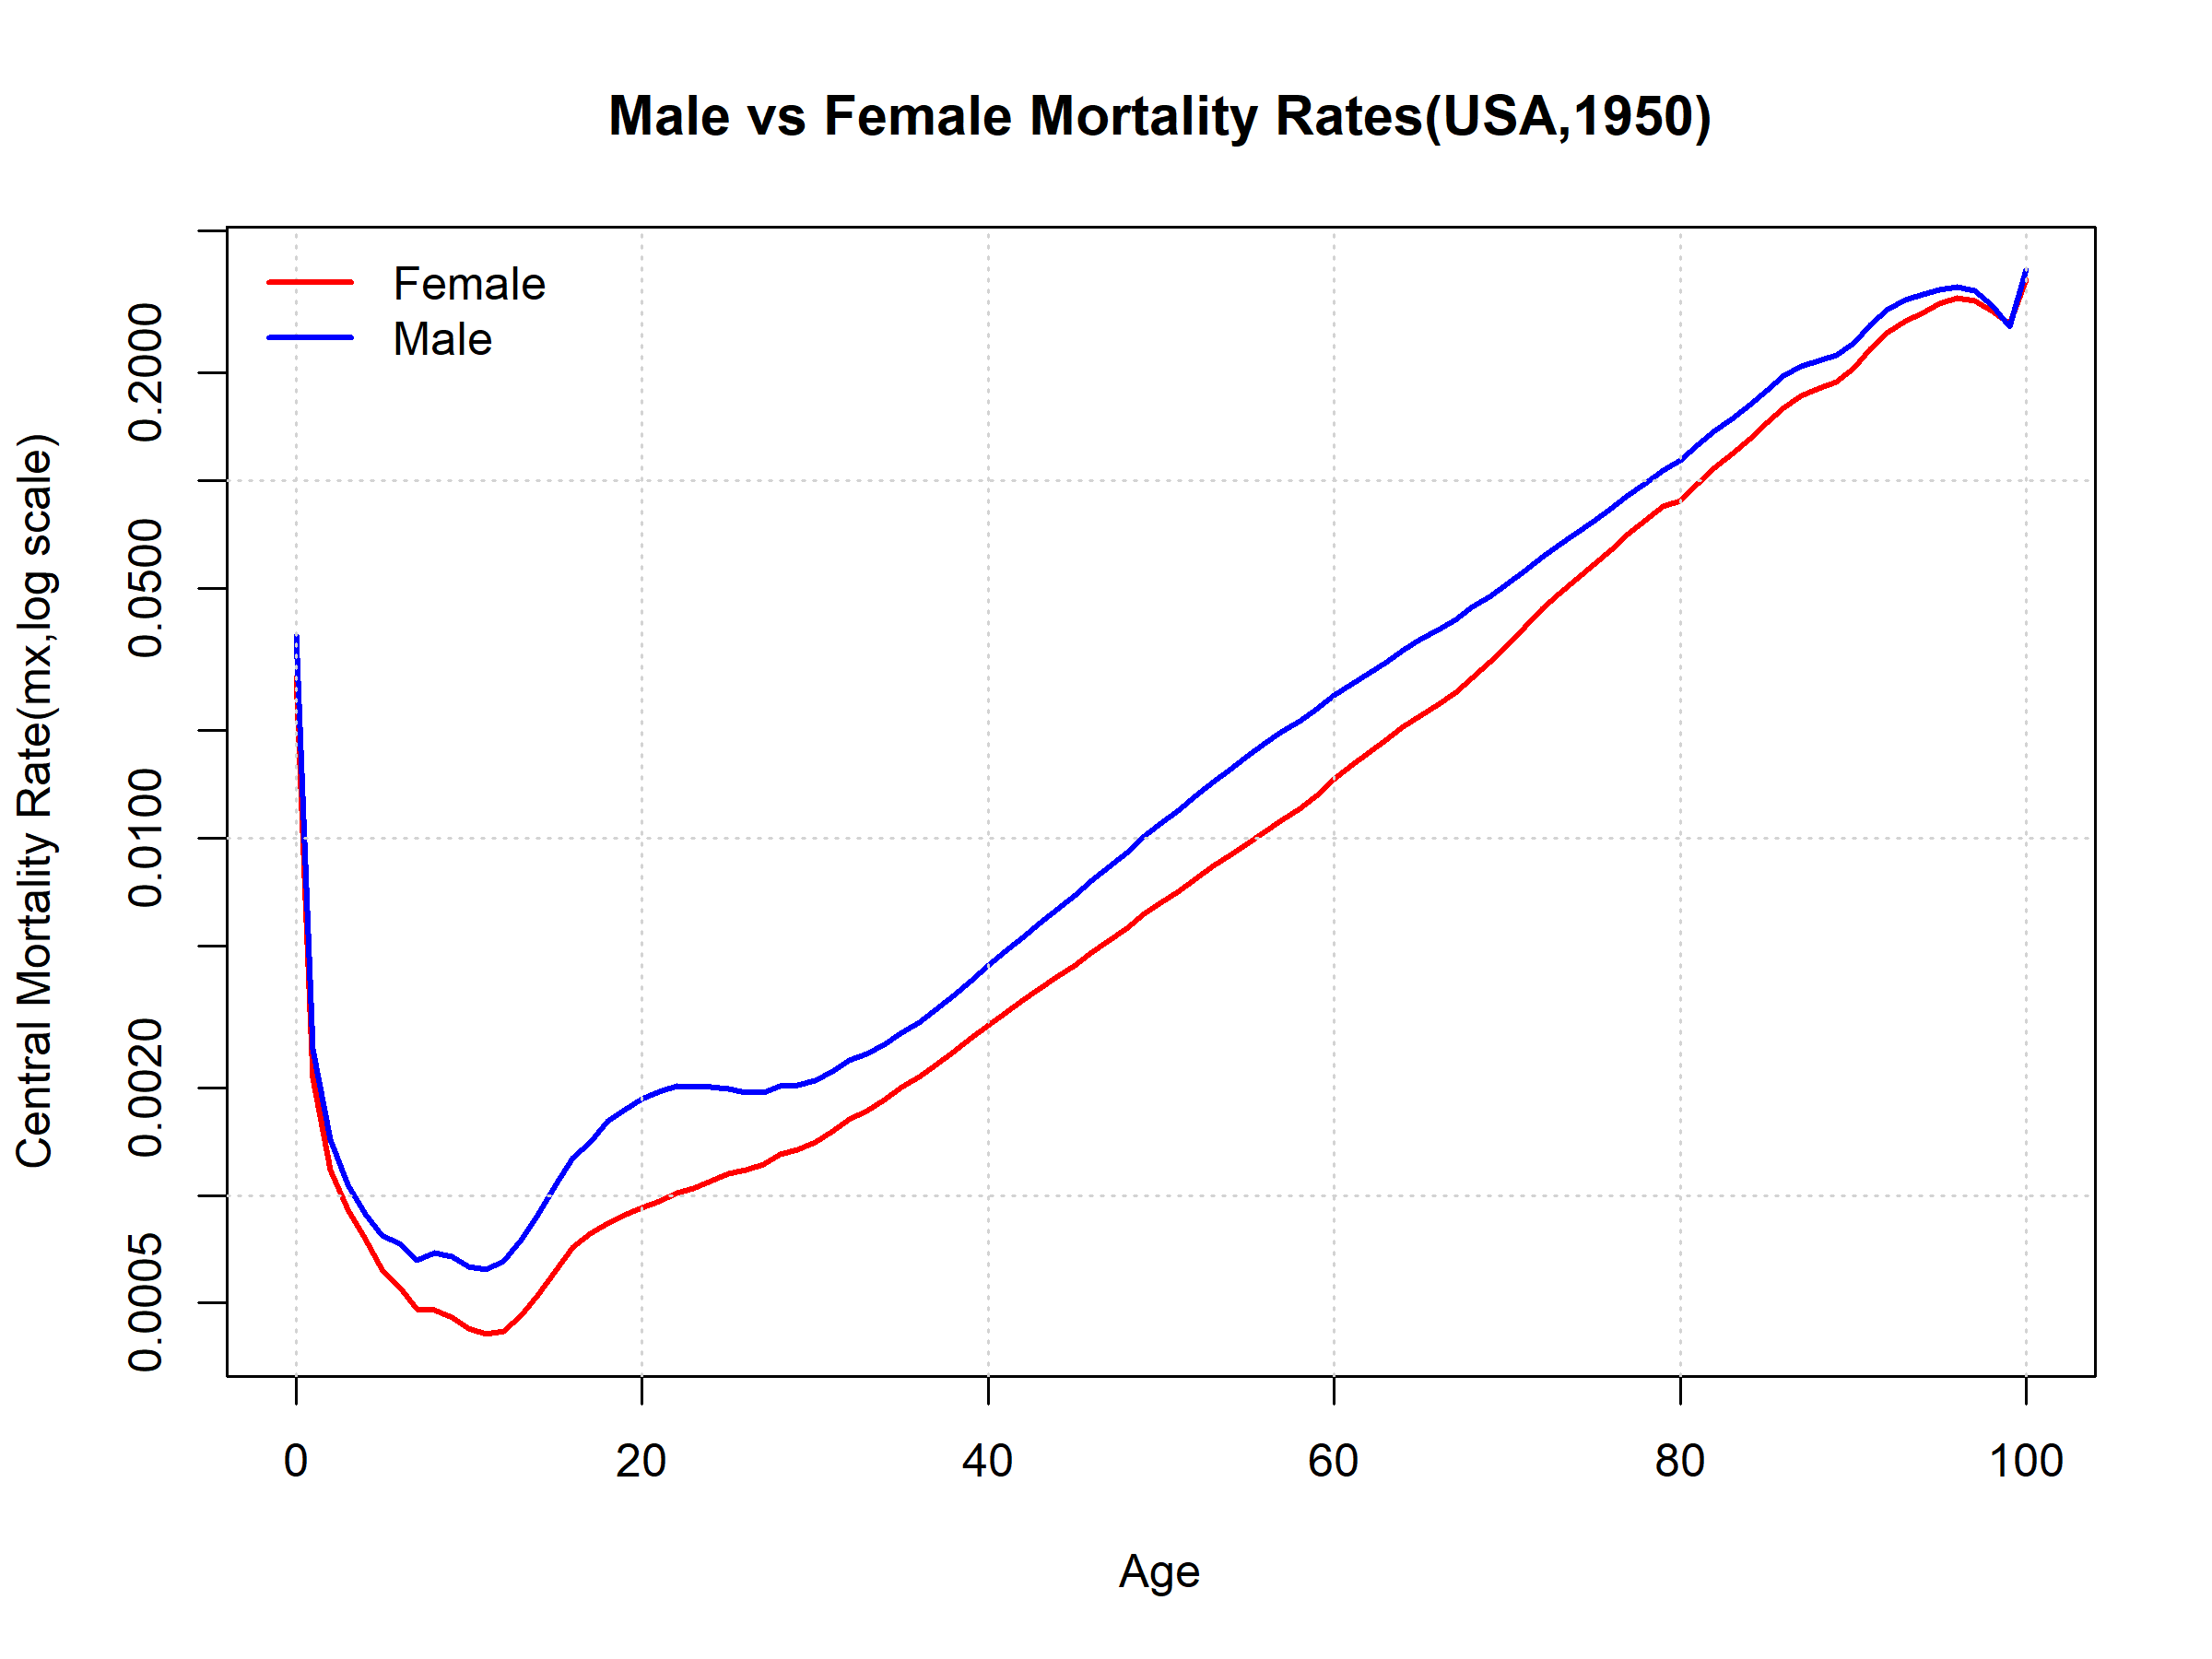 Male vs Female Mortality Rates(USA,1950)
Female
Male
Central Mortality Rate(mx,log scale)
0.2000
0.0500
0.0100
0.0020
0.0005
0 20 40 60 80 100
Age